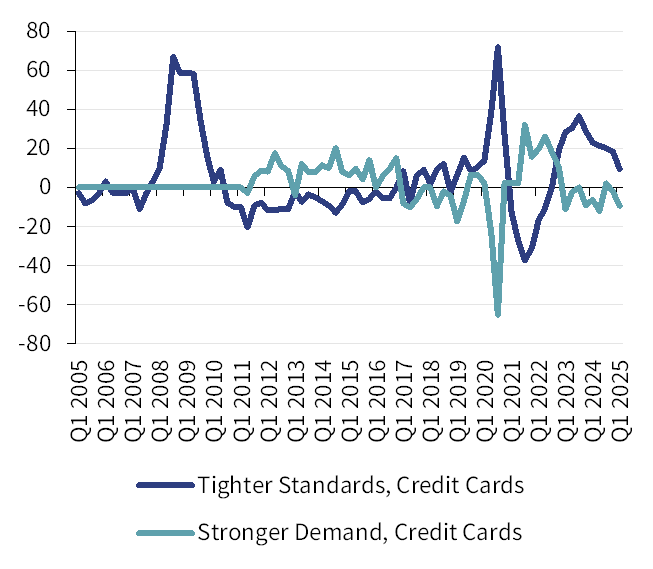 80
60
40
20
0
-20
-40
-60
-80
Q1 2005
Q1 2006
Q1 2007
Q1 2008
Q1 2009
Q1 2010
Q1 2011
Q1 2012
Q1 2013
Q1 2014
Q1 2015
Q1 2016
Q1 2017
Q1 2018
Q1 2019
Q1 2020
Q1 2021
Q1 2022
Q1 2023
Q1 2024
Q1 2025
Tighter Standards, Credit Cards
Stronger Demand, Credit Cards